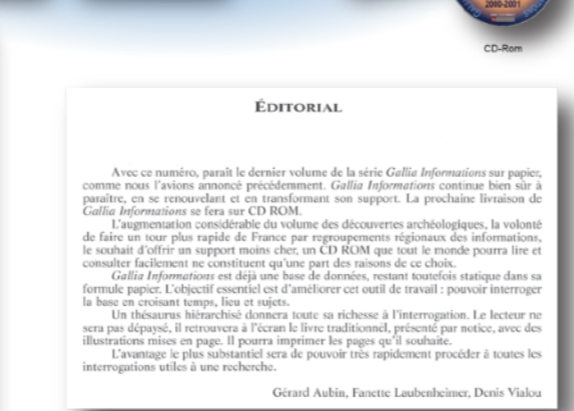 2000-2001
CD-Rom
ÉDITORIAL
Avec ce numéro, paraît le dernier volume de la série Gallia Informations sur papier,
comme nous l'avions annoncé précédemment. Gallia Informations continue bien sûr à
paraître, en se renouvelant et en transformant son support. La prochaine livraison de
Gallia Informations se fera sur CD ROM.
L'augmentation considérable du volume des découvertes archéologiques, la volonté
de faire un tour plus rapide de France par regroupements régionaux des informations,
le souhait d'offrir un support moins cher, un CD ROM que tout le monde pourra lire et
consulter facilement ne constituent qu'une part des raisons de ce choix.
Gallia Informations est déjà une base de données, restant toutefois statique dans sa
formule papier. L'objectif essentiel est d'améliorer cet outil de travail : pouvoir interroger
la base en croisant temps, lieu et sujets.
Un thésaurus hiérarchisé donnera toute sa richesse à l'interrogation. Le lecteur ne
sera pas dépaysé, il retrouvera à l'écran le livre traditionnel, présenté par notice, avec des
illustrations mises en page. Il pourra imprimer les pages qu'il souhaite.
L'avantage le plus substantiel sera de pouvoir très rapidement procéder à toutes les
interrogations utiles à une recherche.
Gérard Aubin, Fanette Laubenheimer, Denis Vialou